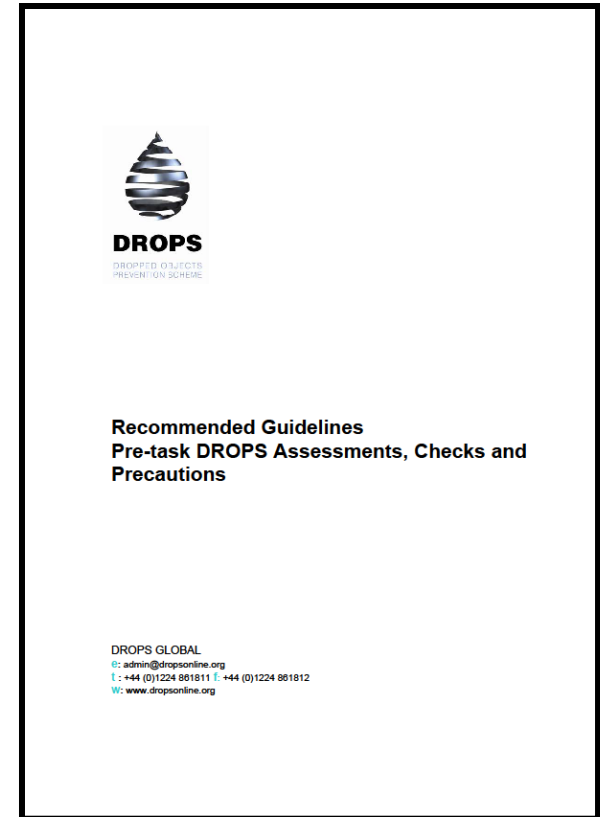 DROPS
DROPPED OBJECTS
PREVENTION SCHEME
Recommended Guidelines
Pre-task DROPS Assessments, Checks and
Precautions
DROPS GLOBAL
e: admin@dropsonline.org
t : +44 (0)1224 861811 f: +44 (0)1224 861812
w: www.dropsonline.org